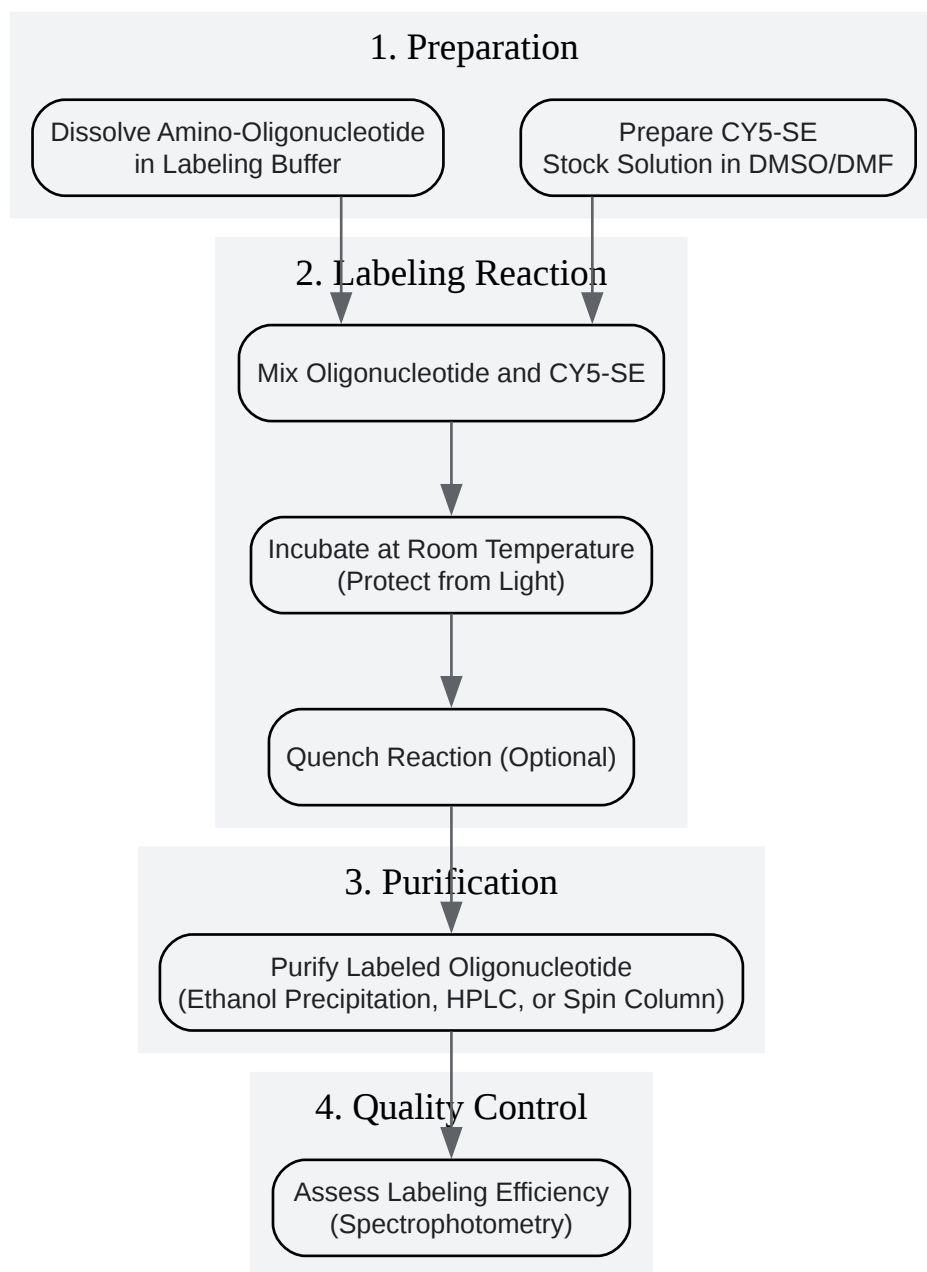 1. Preparation
Dissolve Amino-Oligonucleotide
in Labeling Buffer
Prepare CY5-SE
Stock Solution in DMSO/DMF
2. Labeling Reaction
Mix Oligonucleotide and CY5-SE
Incubate at Room Temperature
(Protect from Light)
Quench Reaction (Optional)
3. Purification
Purify Labeled Oligonucleotide
(Ethanol Precipitation, HPLC, or Spin Column)
4. Quality Control
Assess Labeling Efficiency
(Spectrophotometry)